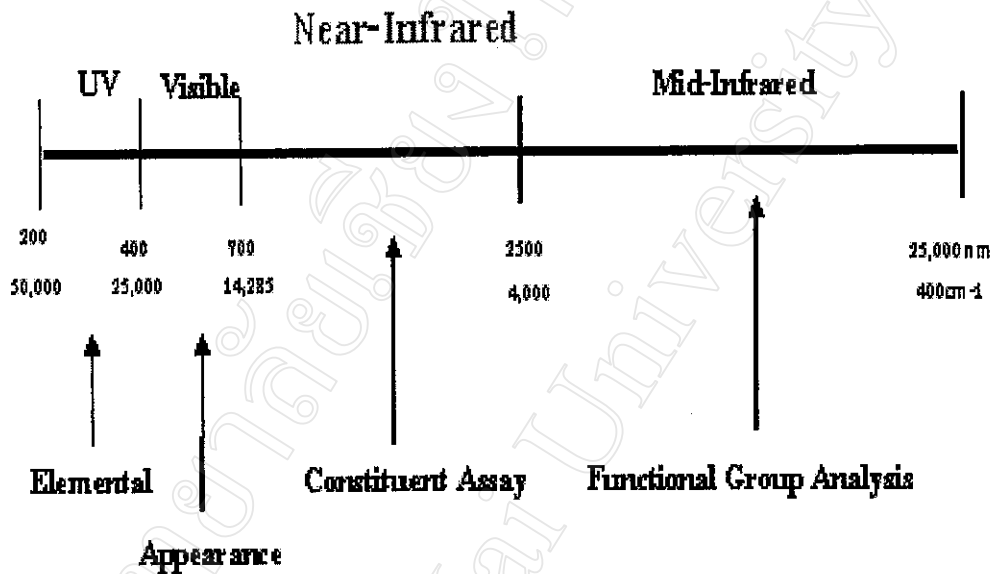 Near-Infrared
UV Visible Mid-Infrared
200 400 700 2500 25,000 nm
50,000 25,000 14,285 4,000 400cm-1
Elemental Constituent Assay Functional Group Analysis
Appearance
University